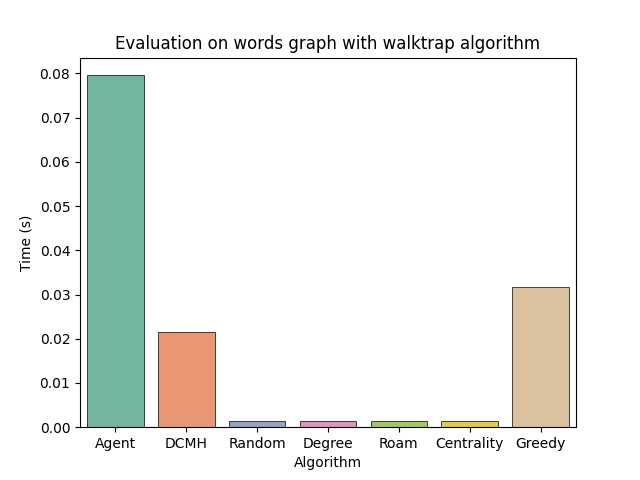 Evaluation on words graph with walktrap algorithm
0.08
0.07
0.06
0.05
0.04
0.03
0.02
0.01
0.00
Time (s)
Agent DCMH Random Degree Roam Centrality Greedy
Algorithm